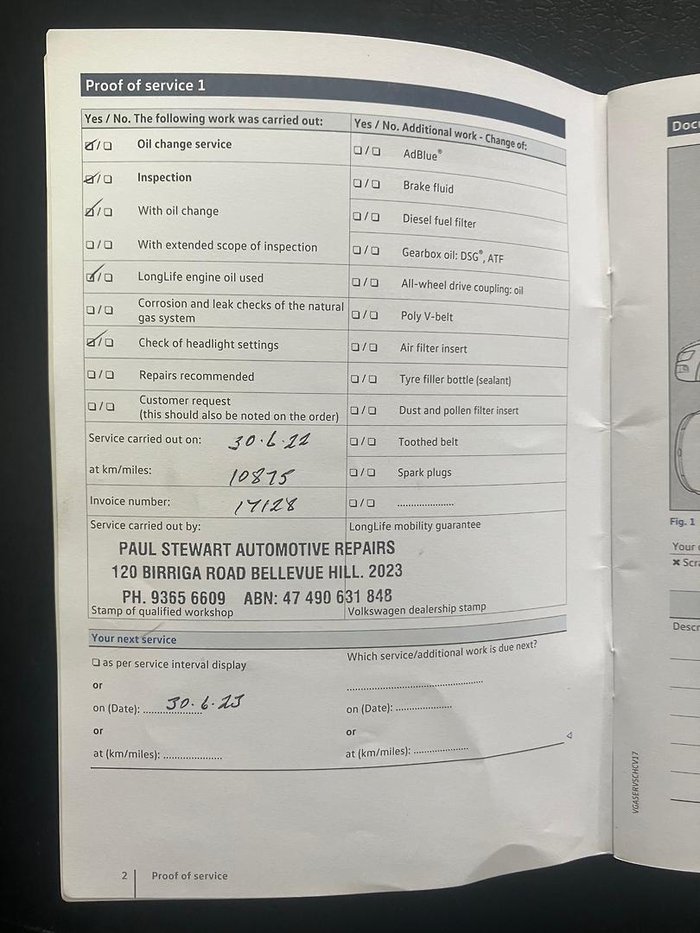 Proof of service 1
Yes / No. The following work was carried out:
☑/☐ Oil change service
☑/☐ Inspection
☑/☐ With oil change
☐/☐ With extended scope of inspection
☑/☐ LongLife engine oil used
☐/☐ Corrosion and leak checks of the natural
gas system
☑/☐ Check of headlight settings
☐/☐ Repairs recommended
☐/☐ Customer request
(this should also be noted on the order)
Service carried out on: 30.6.22
at km/miles: 10875
Invoice number: 17128
Service carried out by:
Yes / No. Additional work - Change of:
☐/☐ AdBlue®
☐/☐ Brake fluid
☐/☐ Diesel fuel filter
☐/☐ Gearbox oil: DSG®, ATF
☐/☐ All-wheel drive coupling: oil
☐/☐ Poly V-belt
☐/☐ Air filter insert
☐/☐ Tyre filler bottle (sealant)
☐/☐ Dust and pollen filter insert
☐/☐ Toothed belt
☐/☐ Spark plugs
☐/☐ ....................
LongLife mobility guarantee
PAUL STEWART AUTOMOTIVE REPAIRS
120 BIRRIGA ROAD BELLEVUE HILL. 2023
PH. 9365 6609 ABN: 47 490 631 848
Stamp of qualified workshop
Volkswagen dealership stamp
Your next service
☐ as per service interval display
or
on (Date): 30.6.23
or
at (km/miles): ....................
Which service/additional work is due next?
..............................................
on (Date): ...................
or
at (km/miles): ...................
2 Proof of service
VGASERVSCHCV17
Docu
Fig. 1
Your
✖ Scra
Descr